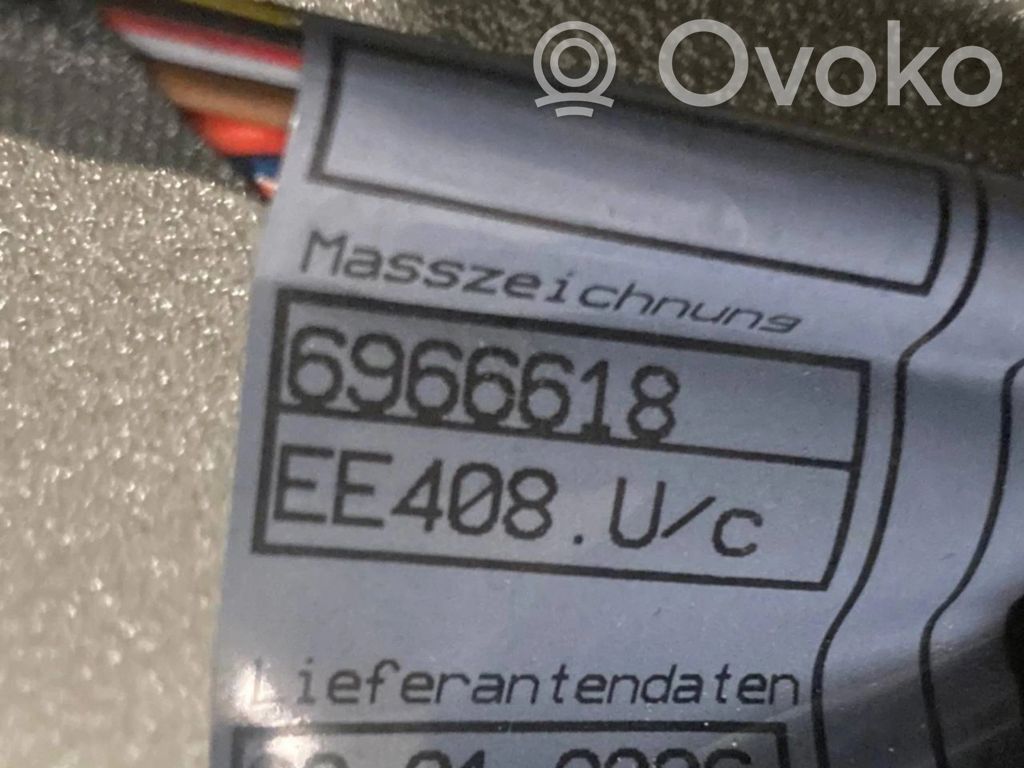 Ovoko
Masszeichnung
6966618
EE408.U/c
Lieferantendaten